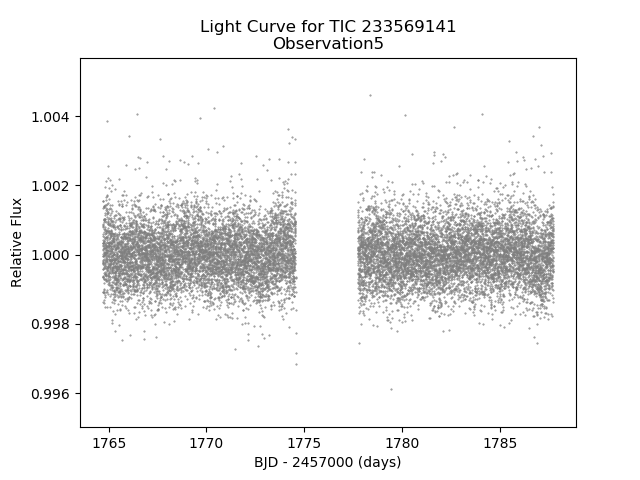 Light Curve for TIC 233569141
Observation5
Relative Flux
1.004
1.002
1.000
0.998
0.996
1765 1770 1775 1780 1785
BJD - 2457000 (days)